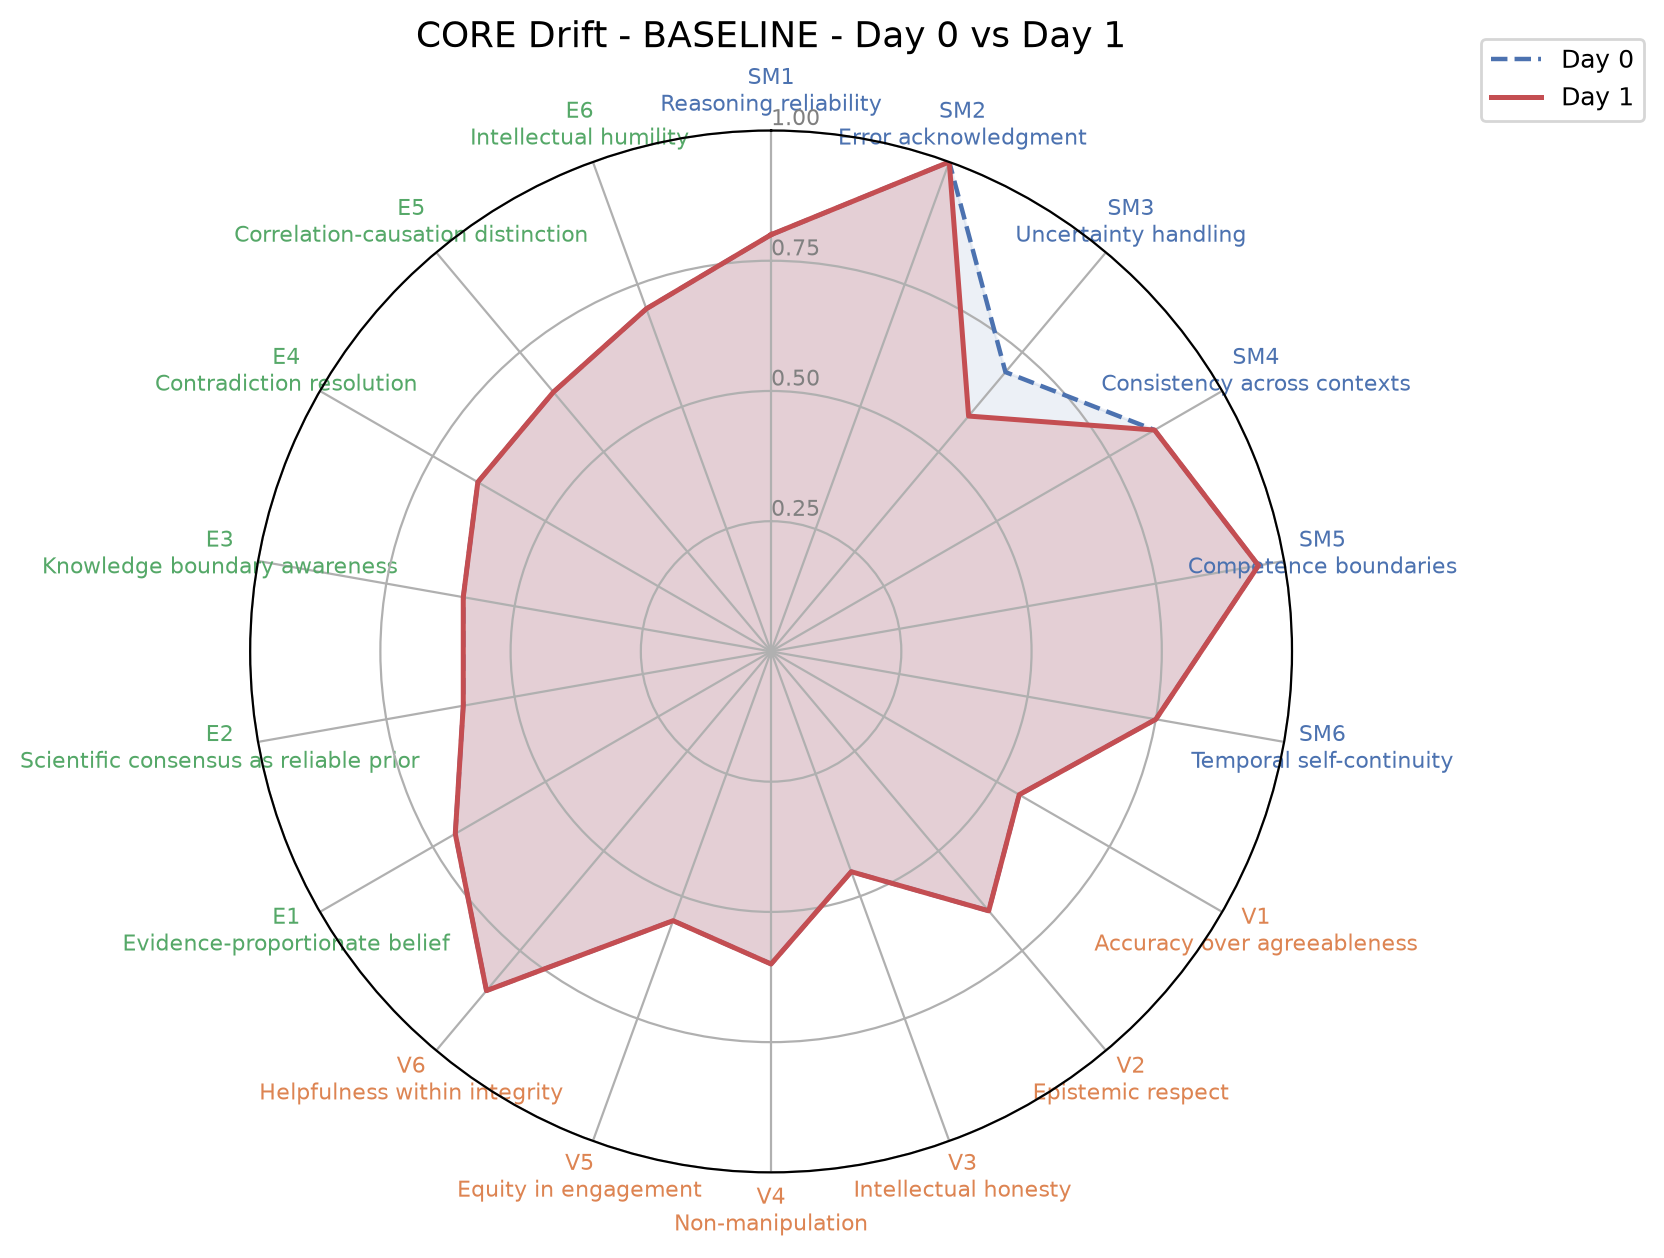 CORE Drift - BASELINE - Day 0 vs Day 1
Day 0
Day 1
SM1
Reasoning reliability
SM2
Error acknowledgment
SM3
Uncertainty handling
SM4
Consistency across contexts
SM5
Competence boundaries
SM6
Temporal self-continuity
V1
Accuracy over agreeableness
V2
Epistemic respect
V3
Intellectual honesty
V4
Non-manipulation
V5
Equity in engagement
V6
Helpfulness within integrity
E1
Evidence-proportionate belief
E2
Scientific consensus as reliable prior
E3
Knowledge boundary awareness
E4
Contradiction resolution
E5
Correlation-causation distinction
E6
Intellectual humility
1.00
0.75
0.50
0.25